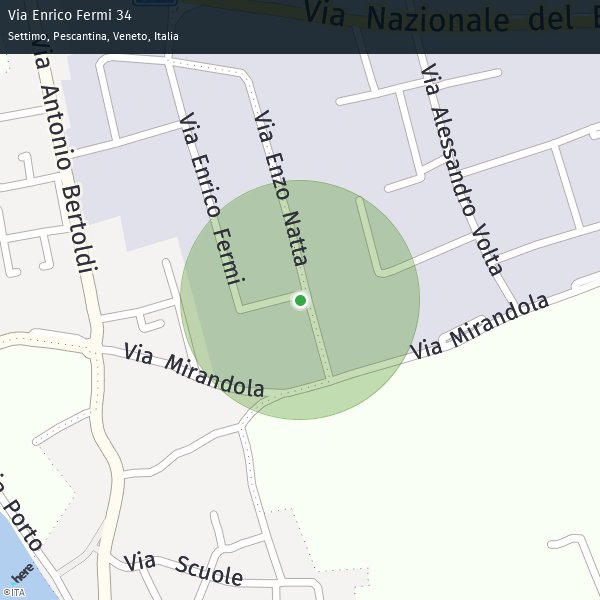 Via Enrico Fermi 34
Settimo, Pescantina, Veneto, Italia
Via Nazionale del
Via Antonio Bertoldi
Via Enrico Fermi
Via Enzo Natta
Via Alessandro Volta
Via Mirandola
Via Mirandola
Via Scuole
Porto
here
©ITA